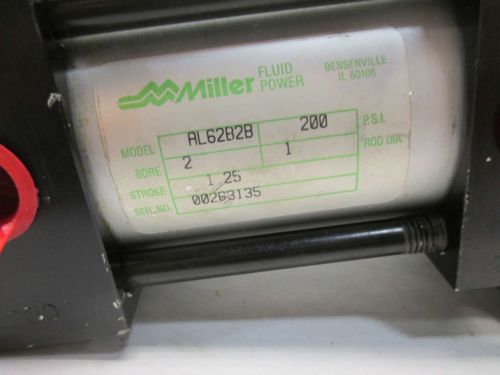 Miller FLUID POWER
BENSENVILLE
IL 60106
MODEL AL62B2B 200 P.S.I.
BORE 2 1 ROD DIA.
STROKE 1 25
SER. NO. 00263135